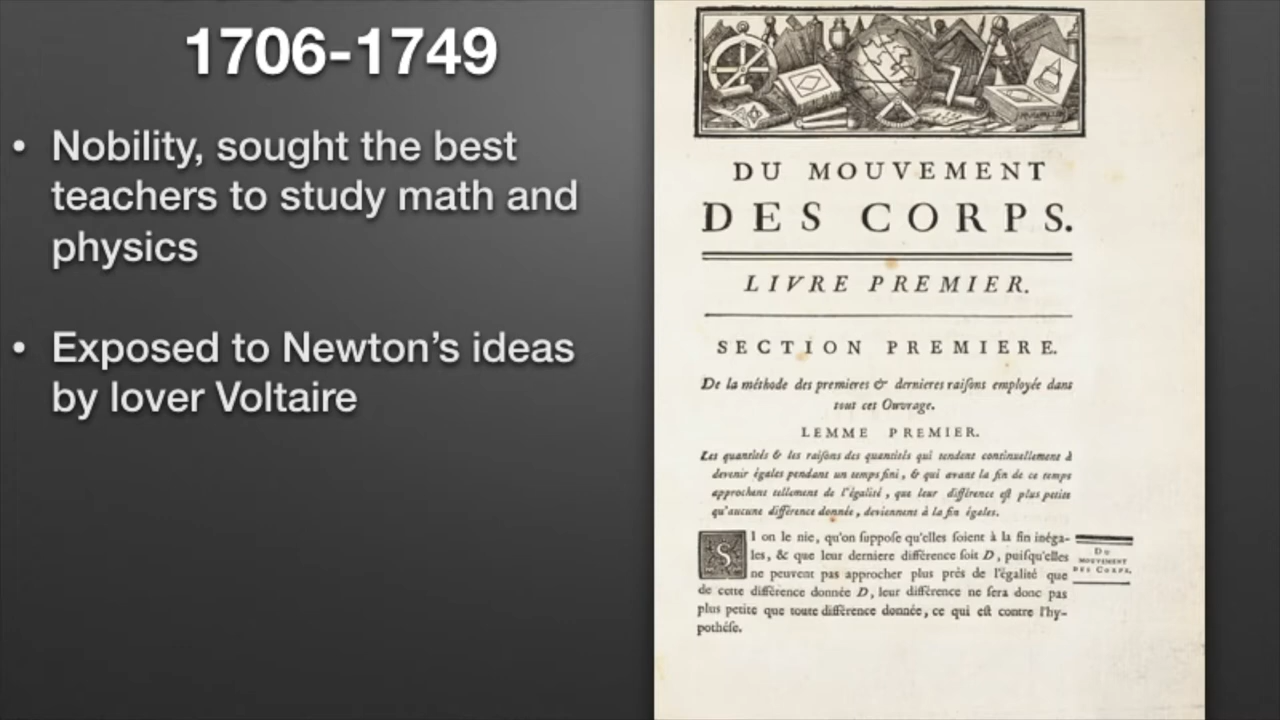 1706-1749
• Nobility, sought the best
teachers to study math and
physics
• Exposed to Newton’s ideas
by lover Voltaire
DU MOUVEMENT
DES CORPS.
LIVRE PREMIER.
SECTION PREMIERE.
De la méthode des premieres & dernieres raiſons employée dans
tout cet Ouvrage.
LEMME PREMIER.
Les quantités & les raiſons des quantités qui tendent continuellement à
devenir égales pendant un temps fini, & qui avant la fin de ce temps
approchent tellement de l'égalité, que leur différence eſt plus petite
qu'aucune différence donnée, deviennent à la fin égales.
SI on le nie, qu'on ſuppoſe qu'elles ſoient à la fin inéga-
les, & que leur derniere différence ſoit D, puiſqu'elles
ne peuvent pas approcher plus près de l'égalité que
de cette différence donnée D, leur différence ne ſera donc pas
plus petite que toute différence donnée, ce qui eſt contre l'hy-
pothéſe.
DU
MOUVEMENT
DES CORPS.